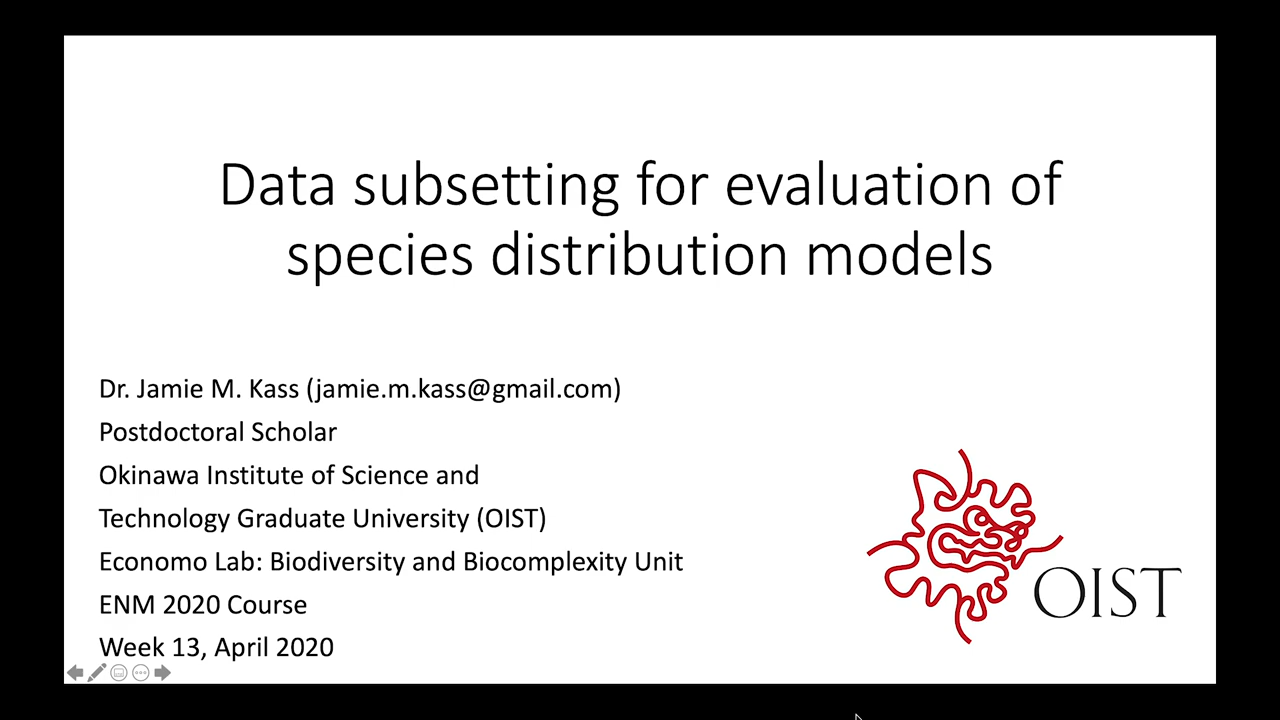 Data subsetting for evaluation of
species distribution models
Dr. Jamie M. Kass (jamie.m.kass@gmail.com)
Postdoctoral Scholar
Okinawa Institute of Science and
Technology Graduate University (OIST)
Economo Lab: Biodiversity and Biocomplexity Unit
ENM 2020 Course
Week 13, April 2020
OIST